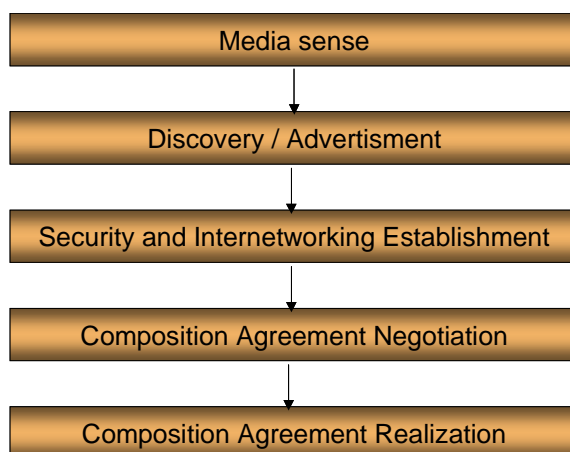 Media sense
Discovery / Advertisment
Security and Internetworking Establishment
Composition Agreement Negotiation
Composition Agreement Realization